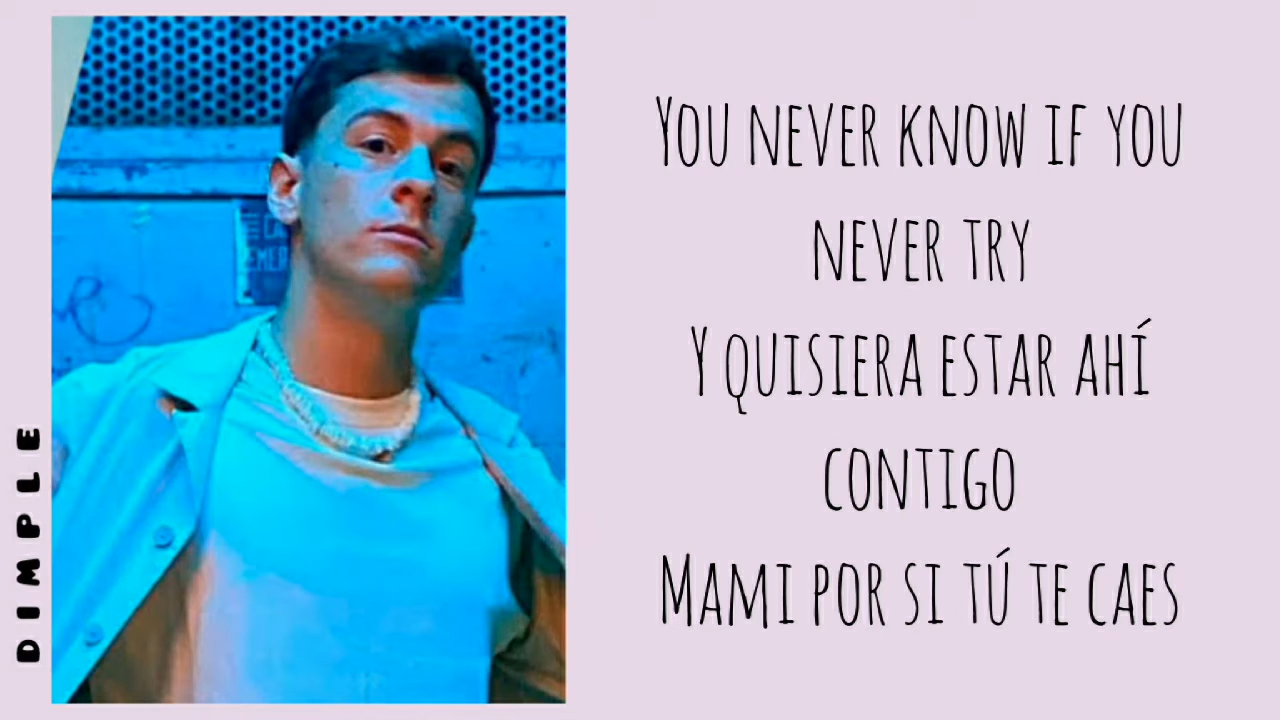 DIMPLE
YOU NEVER KNOW IF YOU
NEVER TRY
Y QUISIERA ESTAR AHÍ
CONTIGO
MAMI POR SI TÚ TE CAES